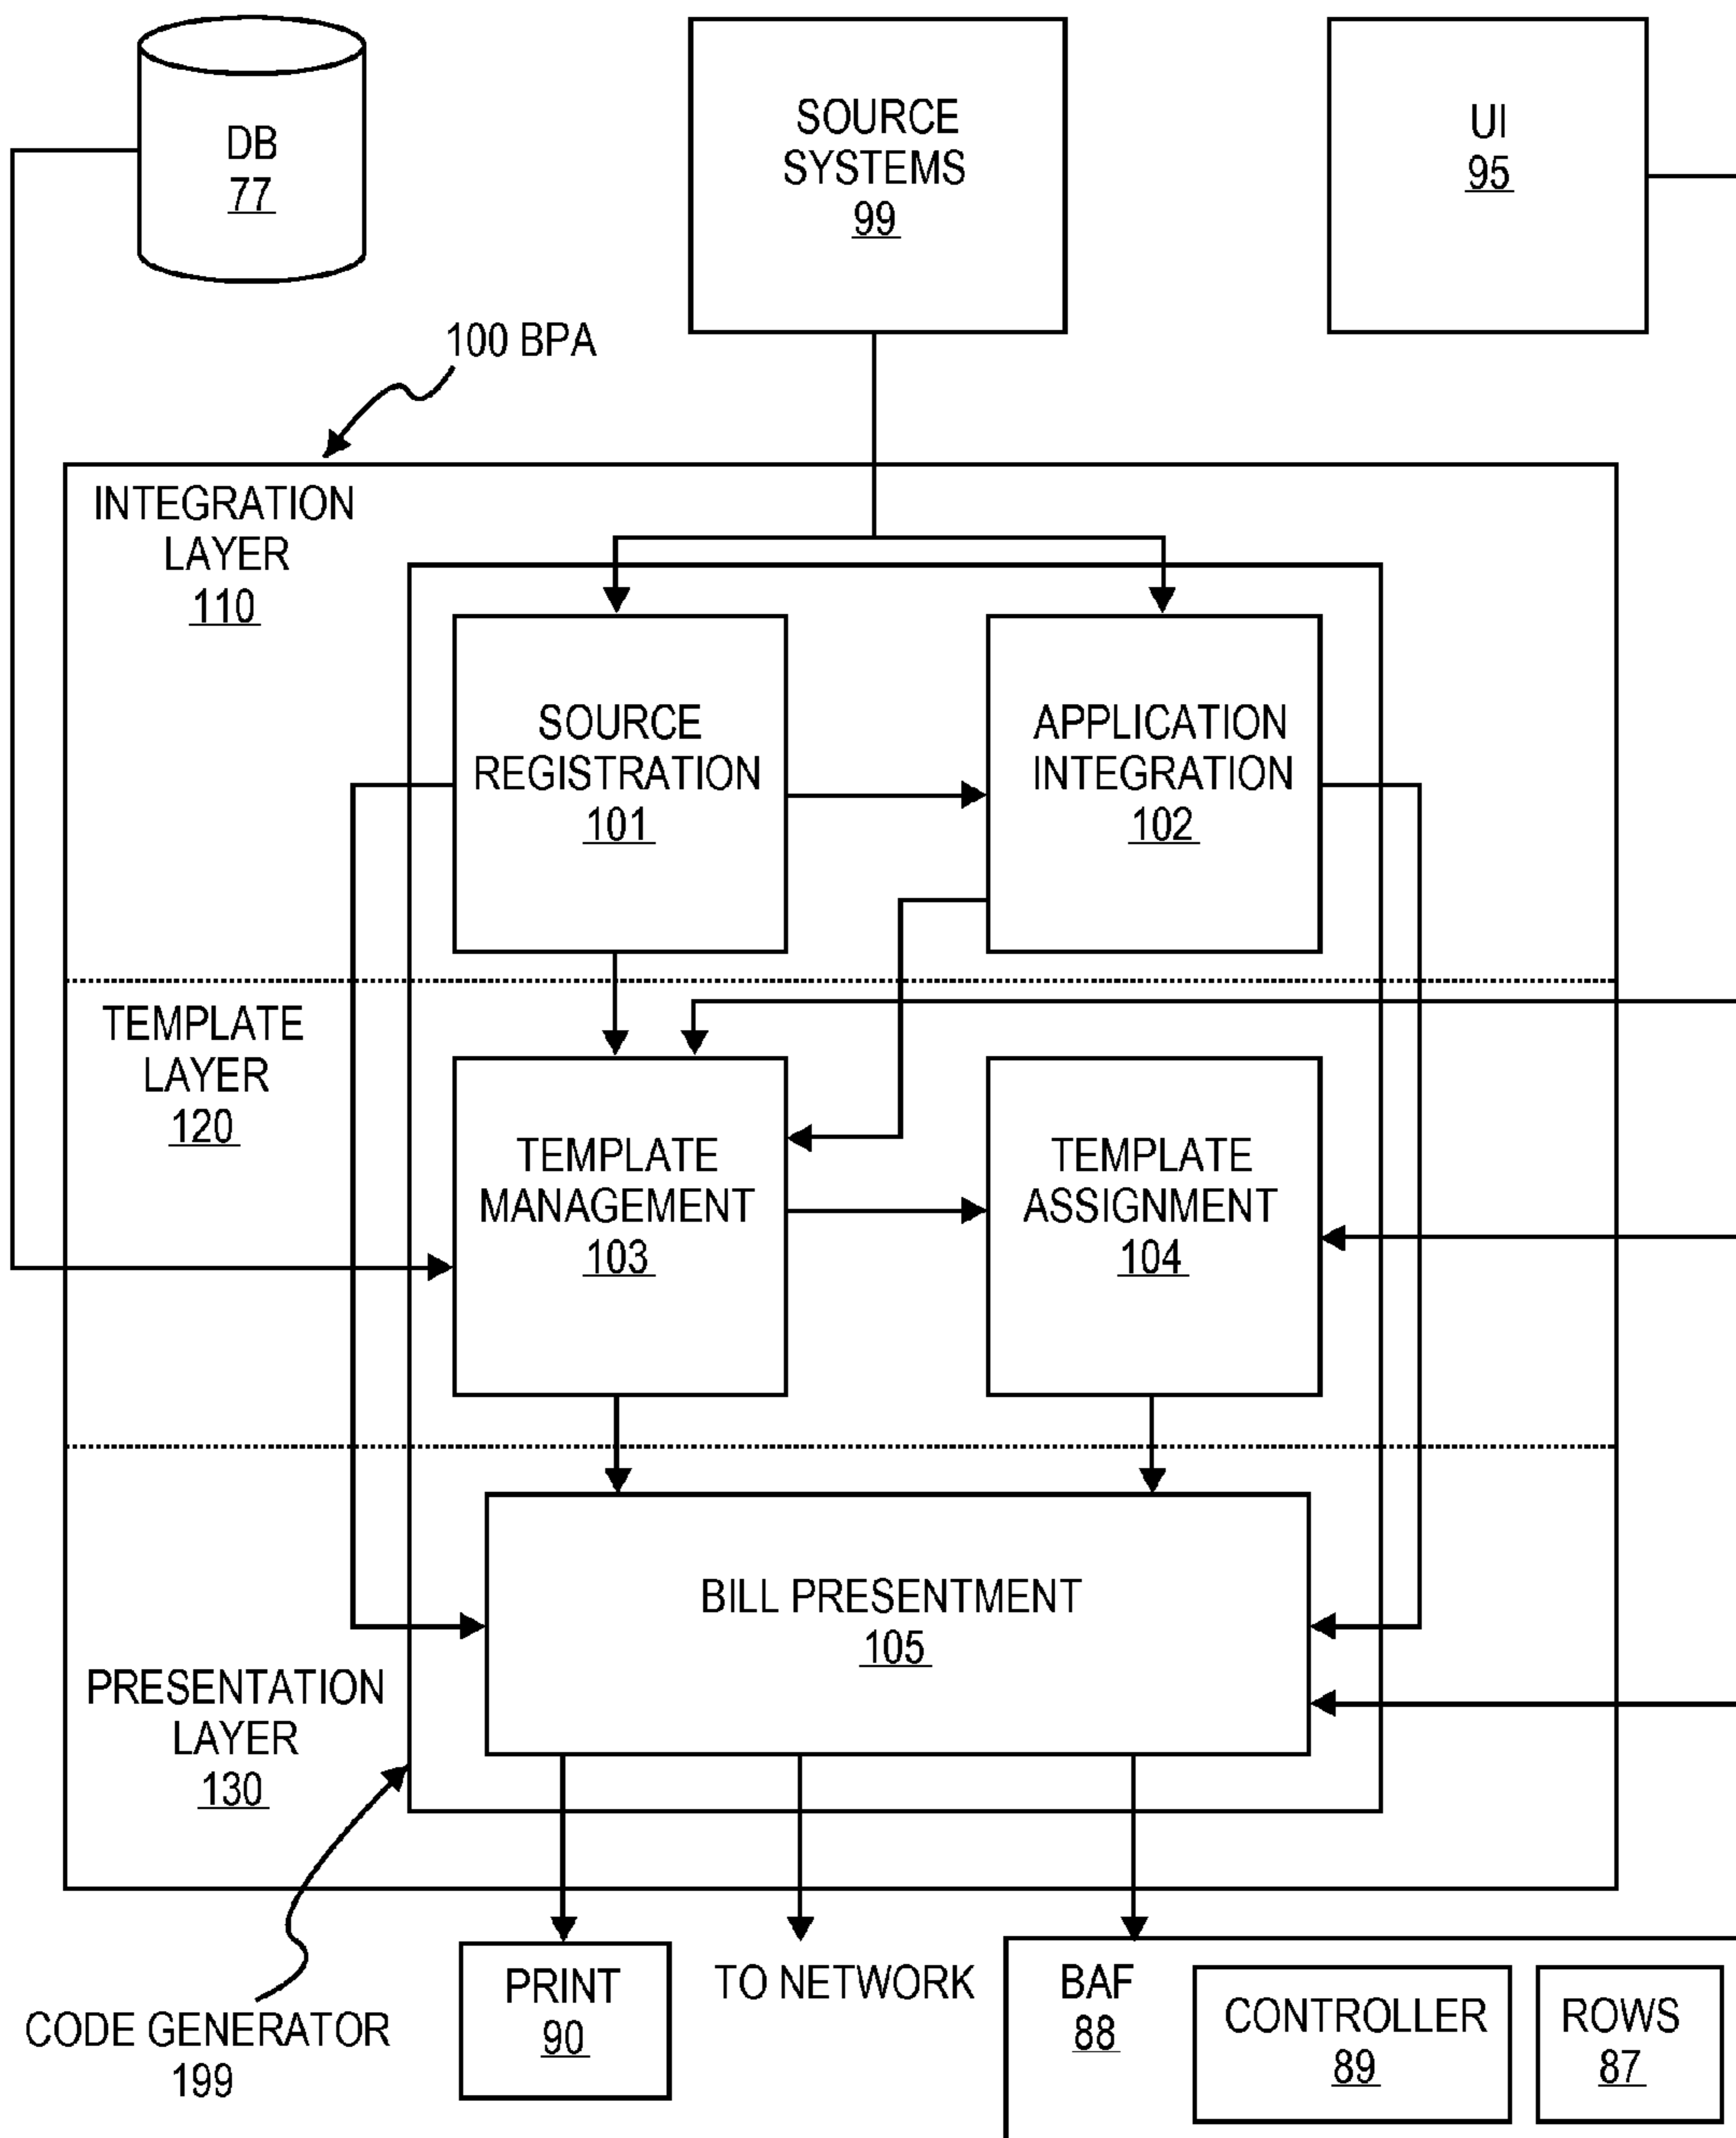 DB
77
SOURCE
SYSTEMS
99
UI
95
100 BPA
INTEGRATION
LAYER
110
SOURCE
REGISTRATION
101
APPLICATION
INTEGRATION
102
TEMPLATE
LAYER
120
TEMPLATE
MANAGEMENT
103
TEMPLATE
ASSIGNMENT
104
BILL PRESENTMENT
105
PRESENTATION
LAYER
130
CODE GENERATOR
199
PRINT
90
TO NETWORK
BAF
88
CONTROLLER
89
ROWS
87